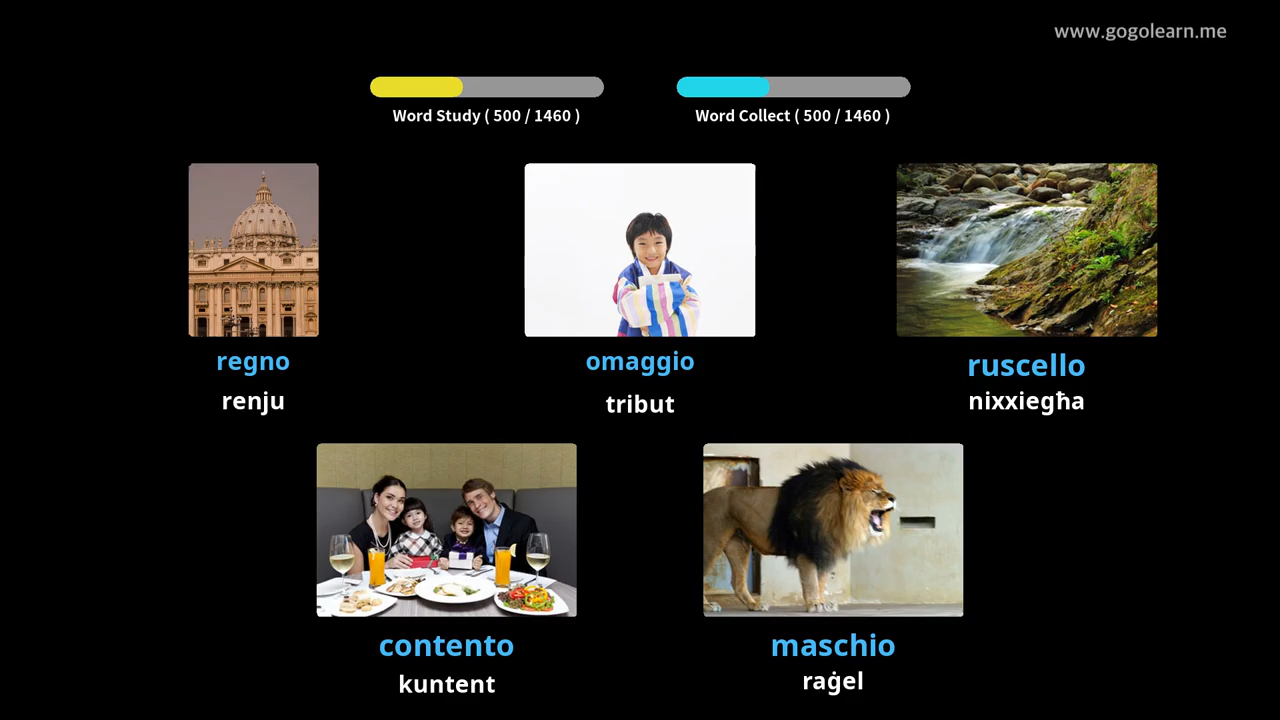 www.gogolearn.me
Word Study ( 500 / 1460 )
Word Collect ( 500 / 1460 )
regno
renju
omaggio
tribut
ruscello
nixxiegħa
contento
kuntent
maschio
raġel